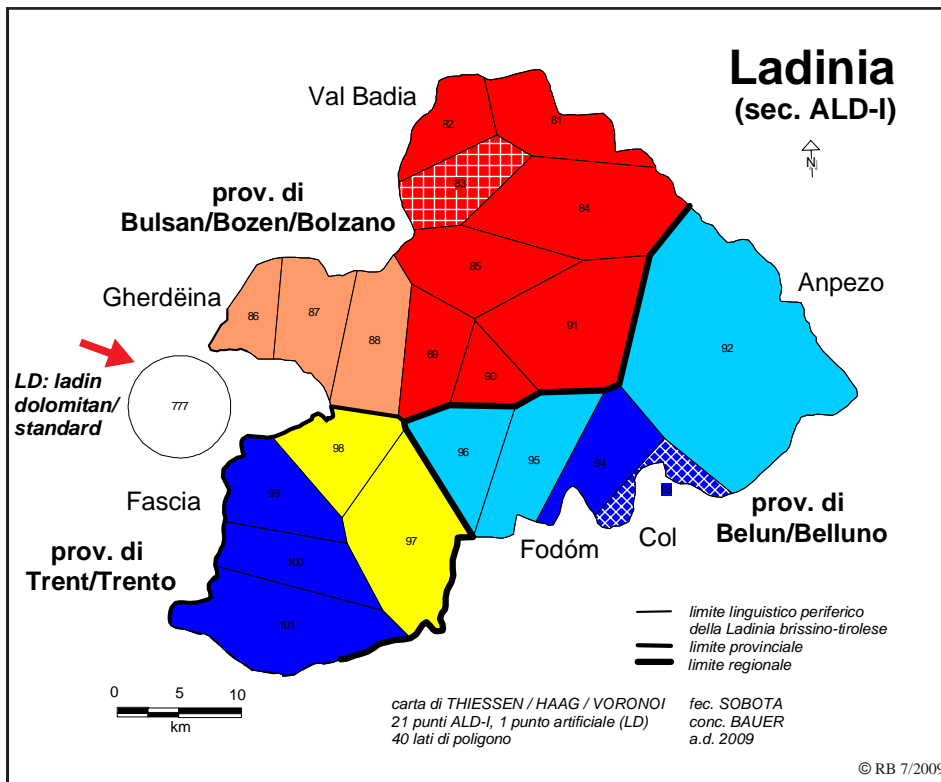 Ladinia
(sec. ALD-I)
N
Val Badia
82
81
83
prov. di
Bulsan/Bozen/Bolzano
84
85
Gherdëina
Anpezo
86
87
88
91
92
89
90
LD: ladin
dolomitan/
standard
777
98
96
95
94
93
Fascia
99
97
prov. di
Trent/Trento
100
101
Fodóm
Col
prov. di
Belun/Belluno
limite linguistico periferico
della Ladinia brissino-tirolese
limite provinciale
limite regionale
0 5 10
km
carta di THIESSEN / HAAG / VORONOI
21 punti ALD-I, 1 punto artificiale (LD)
40 lati di poligono
fec. SOBOTA
conc. BAUER
a.d. 2009
© RB 7/2009